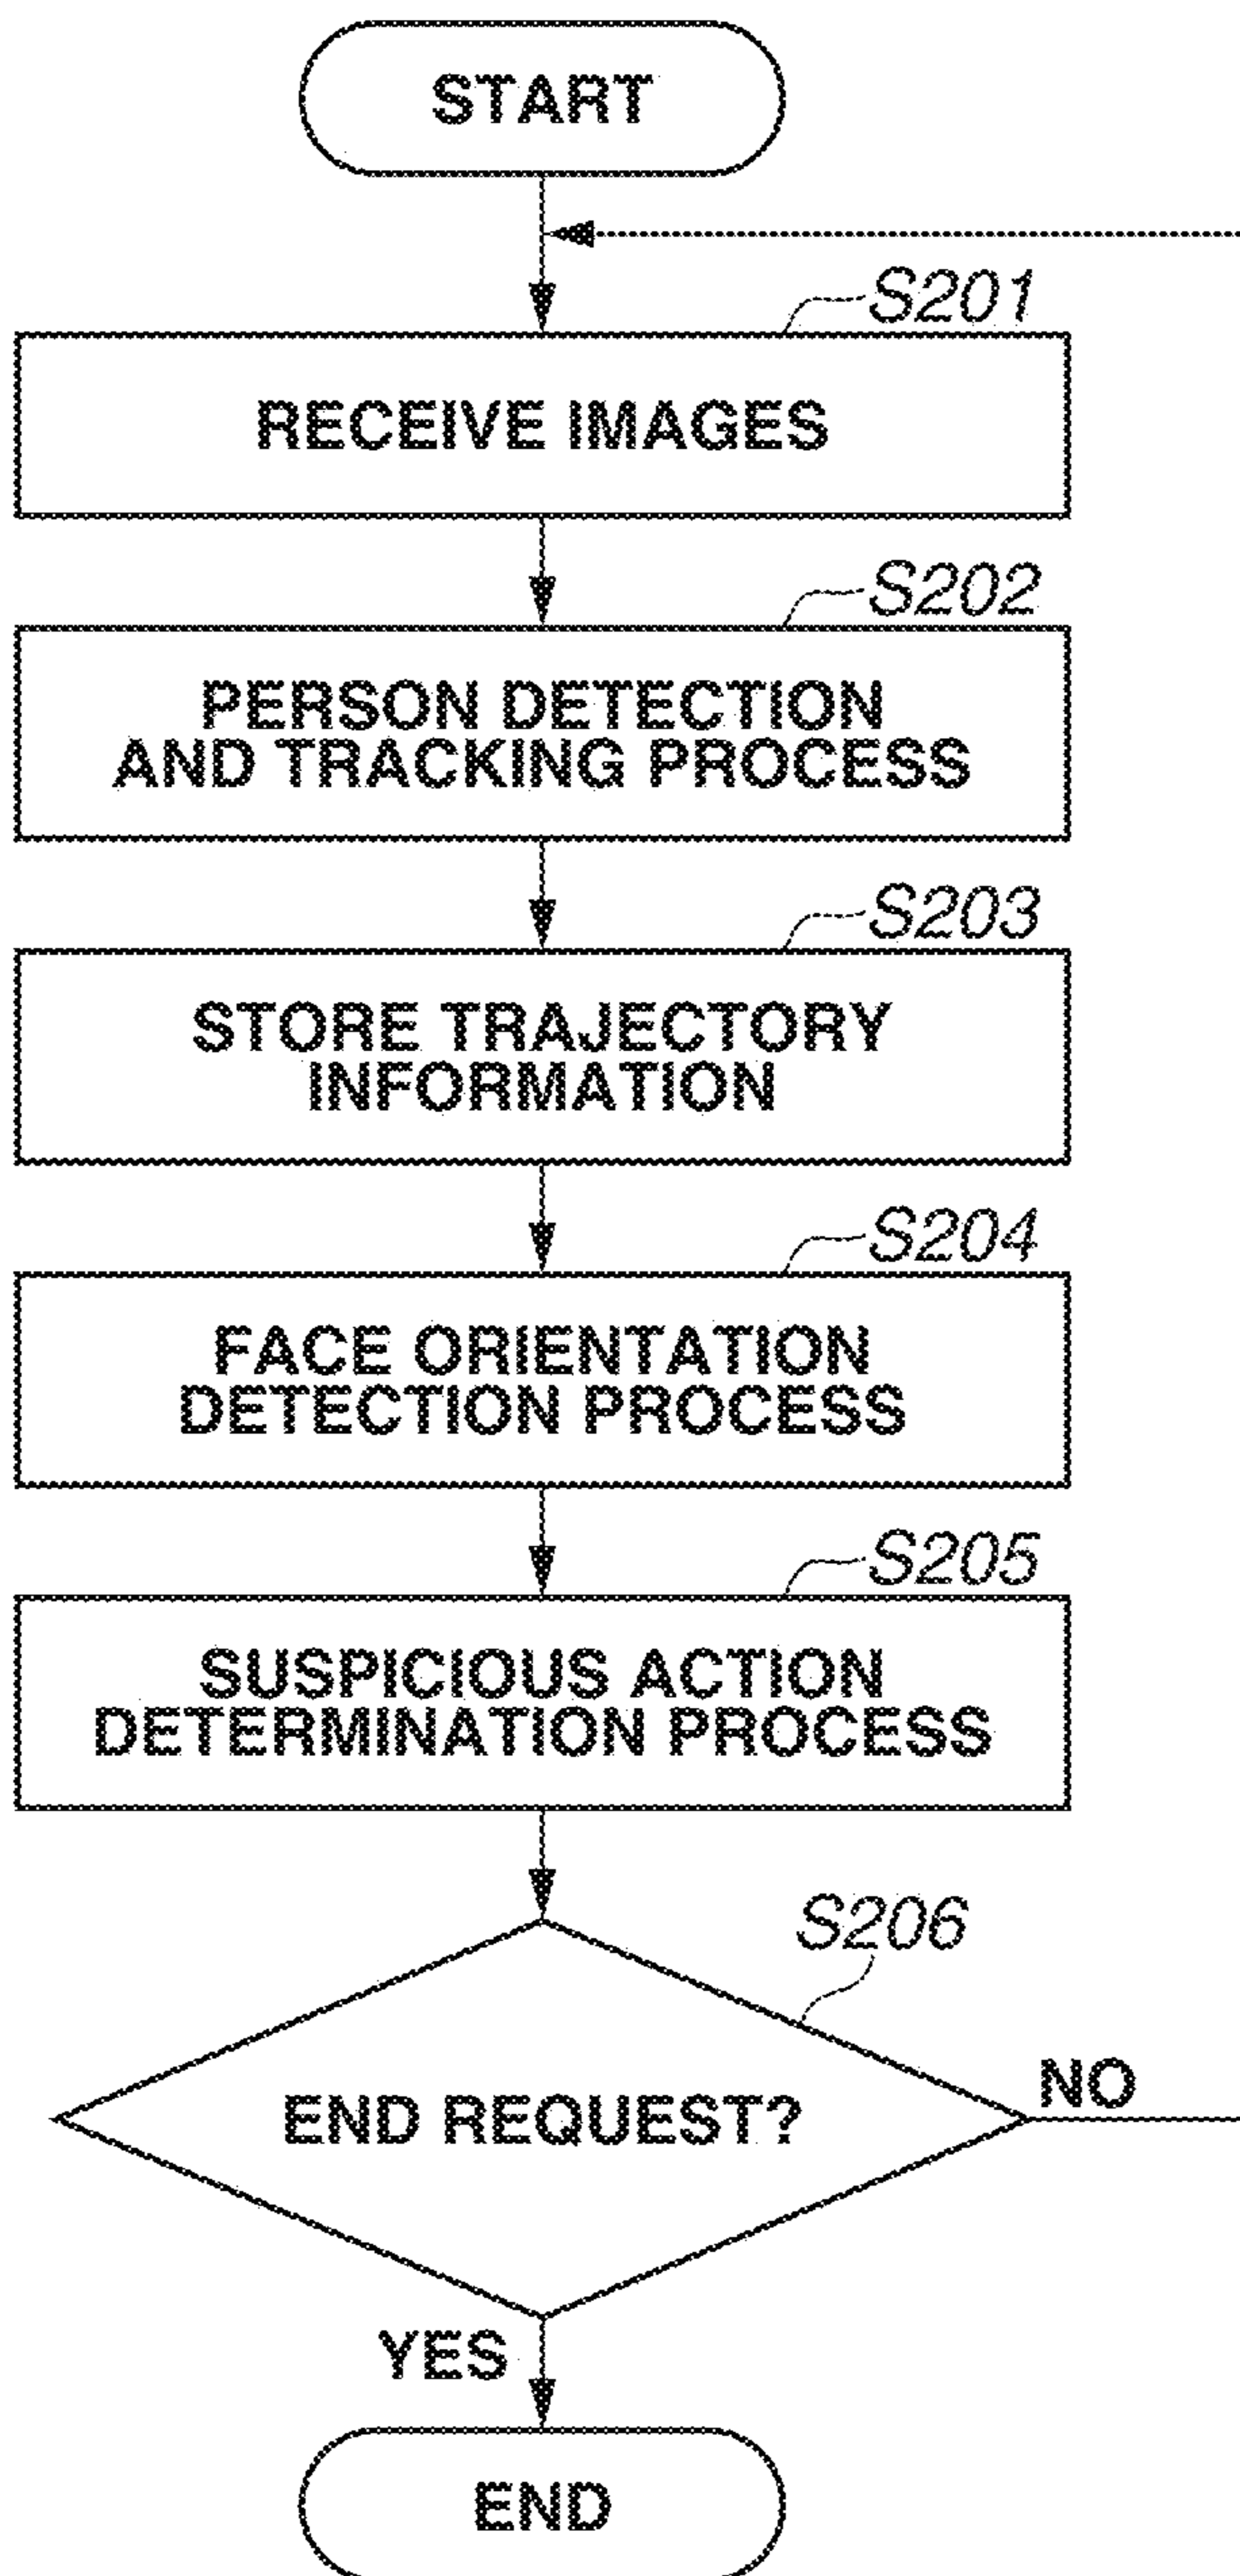 START
S201
RECEIVE IMAGES
S202
PERSON DETECTION
AND TRACKING PROCESS
S203
STORE TRAJECTORY
INFORMATION
S204
FACE ORIENTATION
DETECTION PROCESS
S205
SUSPICIOUS ACTION
DETERMINATION PROCESS
S206
END REQUEST?
NO
YES
END